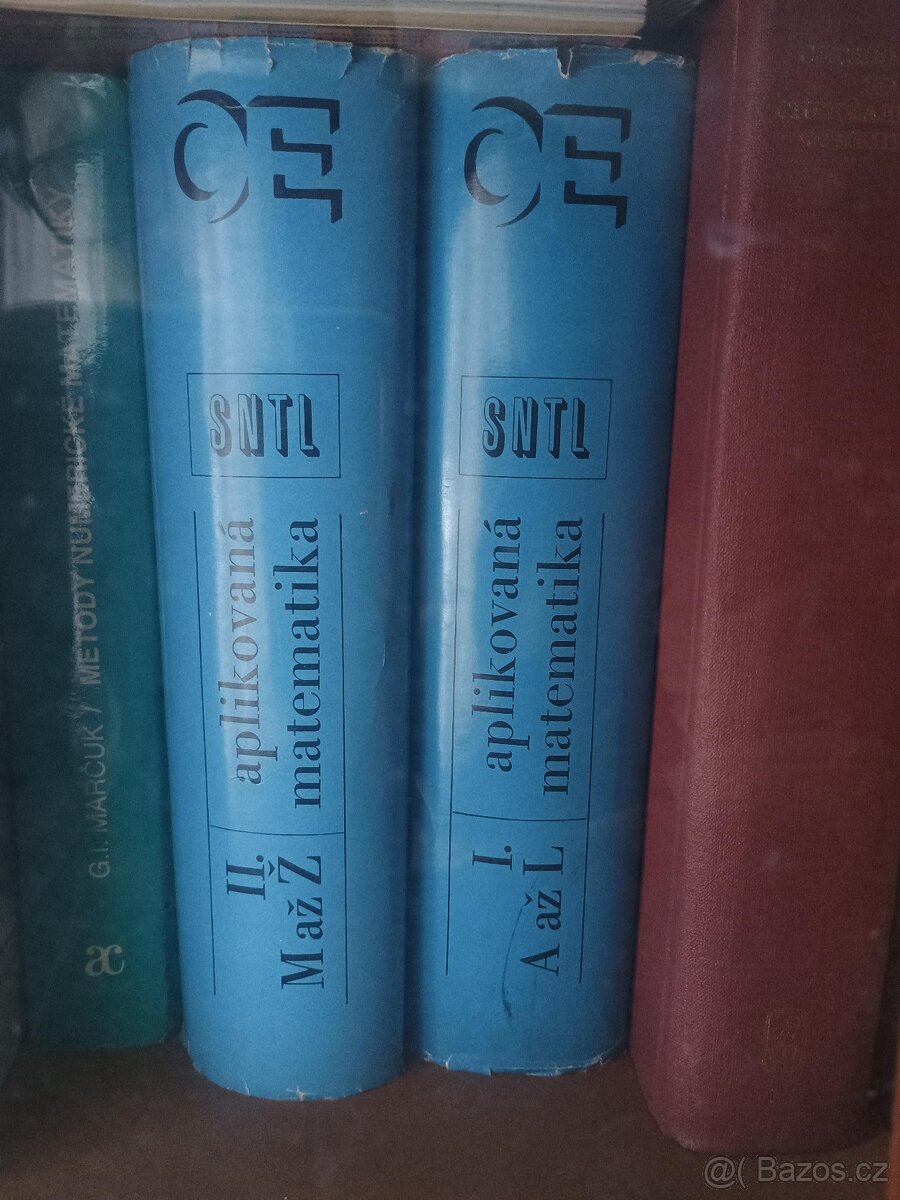 G.I. MARČUK / METODY NUMERICKÉ MATEMATIKY
æ
SNTL
II.
M až Ž
aplikovaná
matematika
SNTL
I.
A až L
aplikovaná
matematika
@( Bazos.cz